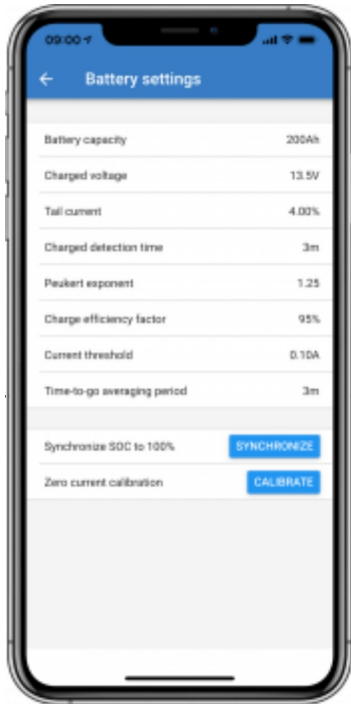 09:00
Battery settings
Battery capacity 200Ah
Charged voltage 13.5V
Tail current 4.00%
Charged detection time 3m
Peukert exponent 1.25
Charge efficiency factor 95%
Current threshold 0.10A
Time-to-go averaging period 3m
Synchronize SOC to 100% SYNCHRONIZE
Zero current calibration CALIBRATE